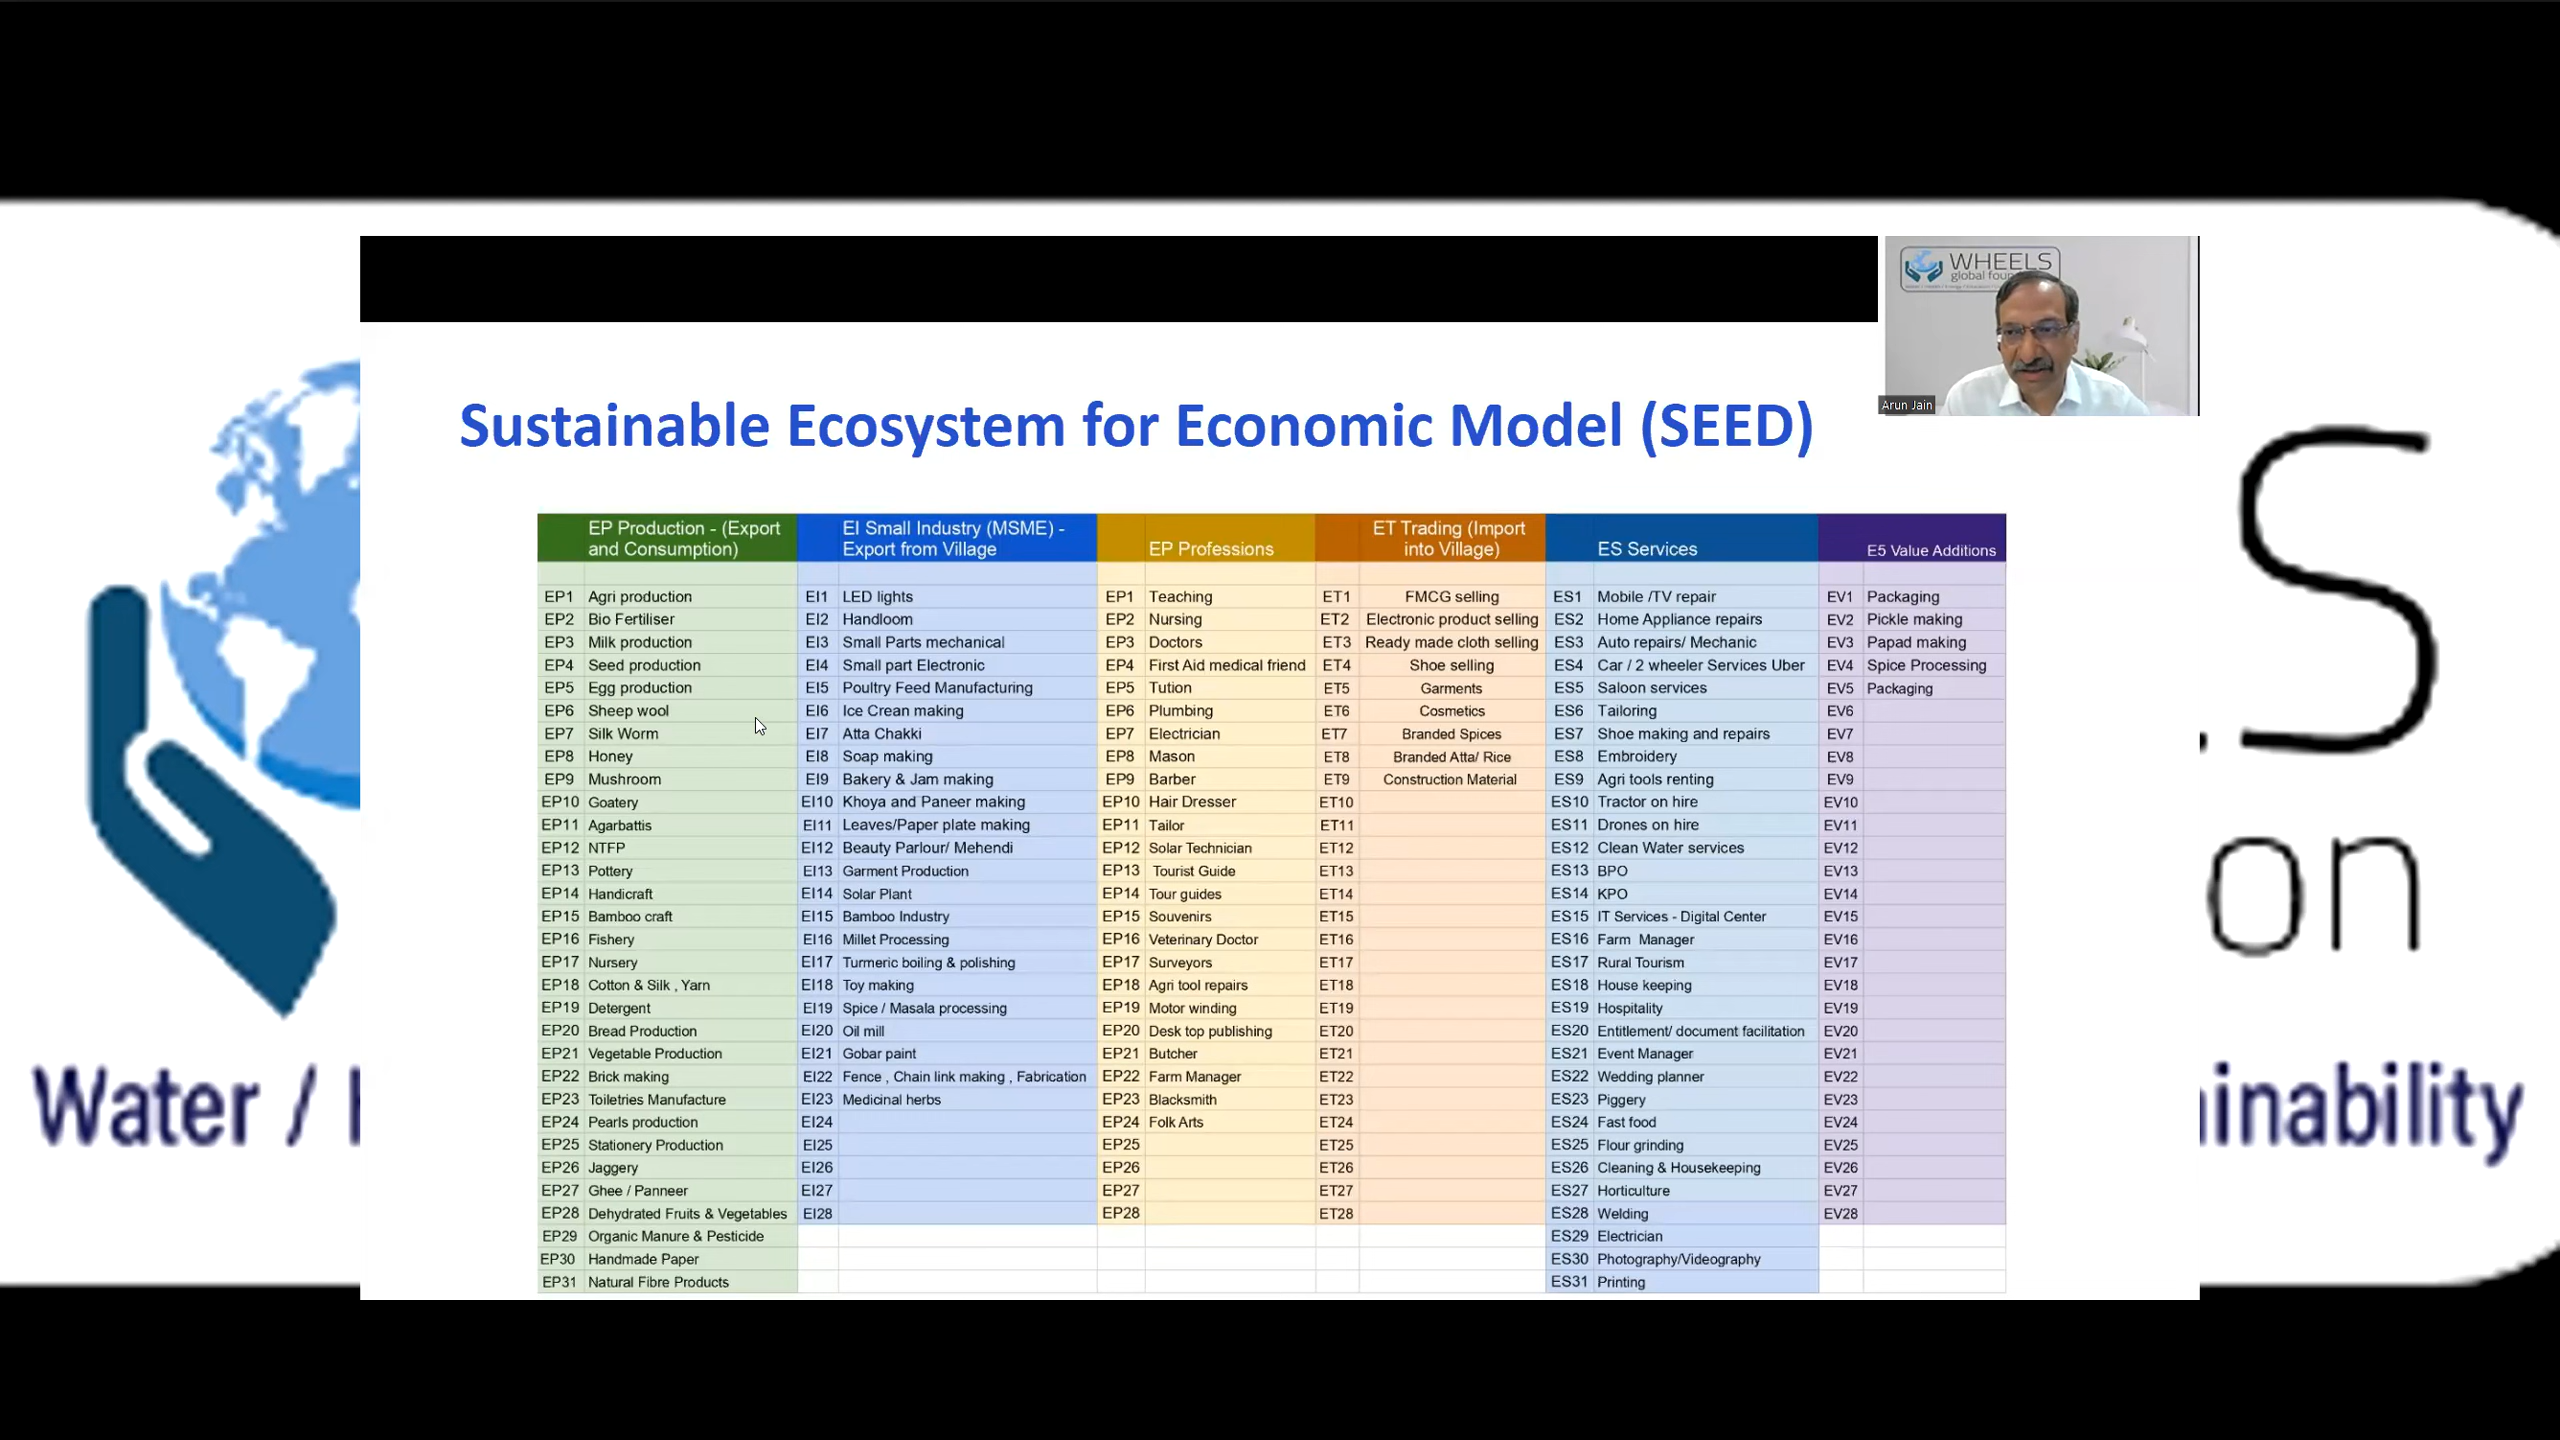 WHEELS
global foun
Arun Jain
Sustainable Ecosystem for Economic Model (SEED)
EP Production - (Export and Consumption) EI Small Industry (MSME) - Export from Village EP Professions ET Trading (Import into Village) ES Services E5 Value Additions
EP1 Agri production EI1 LED lights EP1 Teaching ET1 FMCG selling ES1 Mobile /TV repair EV1 Packaging
EP2 Bio Fertiliser EI2 Handloom EP2 Nursing ET2 Electronic product selling ES2 Home Appliance repairs EV2 Pickle making
EP3 Milk production EI3 Small Parts mechanical EP3 Doctors ET3 Ready made cloth selling ES3 Auto repairs/ Mechanic EV3 Papad making
EP4 Seed production EI4 Small part Electronic EP4 First Aid medical friend ET4 Shoe selling ES4 Car / 2 wheeler Services Uber EV4 Spice Processing
EP5 Egg production EI5 Poultry Feed Manufacturing EP5 Tution ET5 Garments ES5 Saloon services EV5 Packaging
EP6 Sheep wool EI6 Ice Crean making EP6 Plumbing ET6 Cosmetics ES6 Tailoring EV6
EP7 Silk Worm EI7 Atta Chakki EP7 Electrician ET7 Branded Spices ES7 Shoe making and repairs EV7
EP8 Honey EI8 Soap making EP8 Mason ET8 Branded Atta/ Rice ES8 Embroidery EV8
EP9 Mushroom EI9 Bakery & Jam making EP9 Barber ET9 Construction Material ES9 Agri tools renting EV9
EP10 Goatery EI10 Khoya and Paneer making EP10 Hair Dresser ET10 ES10 Tractor on hire EV10
EP11 Agarbattis EI11 Leaves/Paper plate making EP11 Tailor ET11 ES11 Drones on hire EV11
EP12 NTFP EI12 Beauty Parlour/ Mehendi EP12 Solar Technician ET12 ES12 Clean Water services EV12
EP13 Pottery EI13 Garment Production EP13 Tourist Guide ET13 ES13 BPO EV13
EP14 Handicraft EI14 Solar Plant EP14 Tour guides ET14 ES14 KPO EV14
EP15 Bamboo craft EI15 Bamboo Industry EP15 Souvenirs ET15 ES15 IT Services - Digital Center EV15
EP16 Fishery EI16 Millet Processing EP16 Veterinary Doctor ET16 ES16 Farm Manager EV16
EP17 Nursery EI17 Turmeric boiling & polishing EP17 Surveyors ET17 ES17 Rural Tourism EV17
EP18 Cotton & Silk , Yarn EI18 Toy making EP18 Agri tool repairs ET18 ES18 House keeping EV18
EP19 Detergent EI19 Spice / Masala processing EP19 Motor winding ET19 ES19 Hospitality EV19
EP20 Bread Production EI20 Oil mill EP20 Desk top publishing ET20 ES20 Entitlement/ document facilitation EV20
EP21 Vegetable Production EI21 Gobar paint EP21 Butcher ET21 ES21 Event Manager EV21
EP22 Brick making EI22 Fence , Chain link making , Fabrication EP22 Farm Manager ET22 ES22 Wedding planner EV22
EP23 Toiletries Manufacture EI23 Medicinal herbs EP23 Blacksmith ET23 ES23 Piggery EV23
EP24 Pearls production EI24 EP24 Folk Arts ET24 ES24 Fast food EV24
EP25 Stationery Production EI25 EP25 ET25 ES25 Flour grinding EV25
EP26 Jaggery EI26 EP26 ET26 ES26 Cleaning & Housekeeping EV26
EP27 Ghee / Panneer EI27 EP27 ET27 ES27 Horticulture EV27
EP28 Dehydrated Fruits & Vegetables EI28 EP28 ET28 ES28 Welding EV28
EP29 Organic Manure & Pesticide ES29 Electrician
EP30 Handmade Paper ES30 Photography/Videography
EP31 Natural Fibre Products ES31 Printing
S
on
Water /
inability